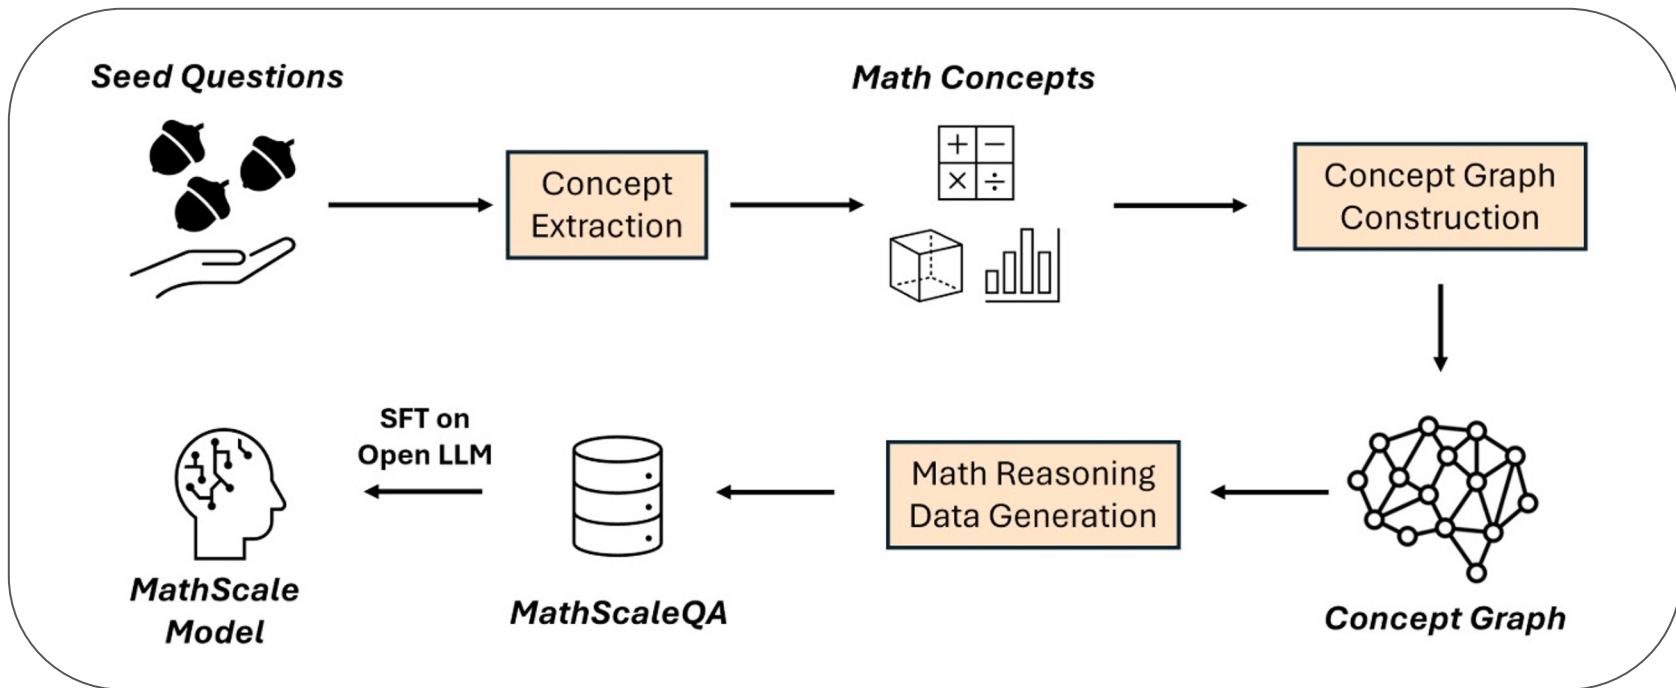 Seed Questions
Concept
Extraction
Math Concepts
+ −
× ÷
Concept Graph
Construction
Concept Graph
Math Reasoning
Data Generation
MathScaleQA
SFT on
Open LLM
MathScale
Model